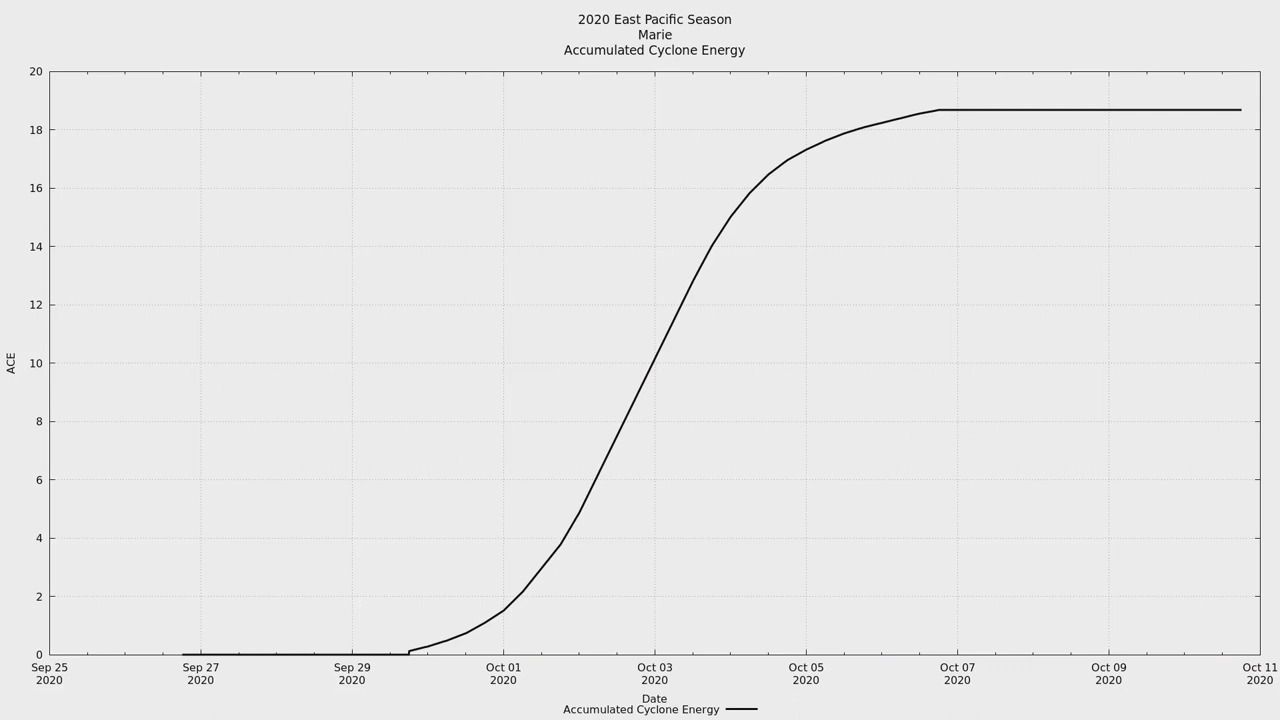 2020 East Pacific Season
Marie
Accumulated Cyclone Energy
20
18
16
14
12
10
8
6
4
2
0
ACE
Sep 25 Sep 27 Sep 29 Oct 01 Oct 03 Oct 05 Oct 07 Oct 09 Oct 11
2020 2020 2020 2020 2020 2020 2020 2020 2020
Date
Accumulated Cyclone Energy